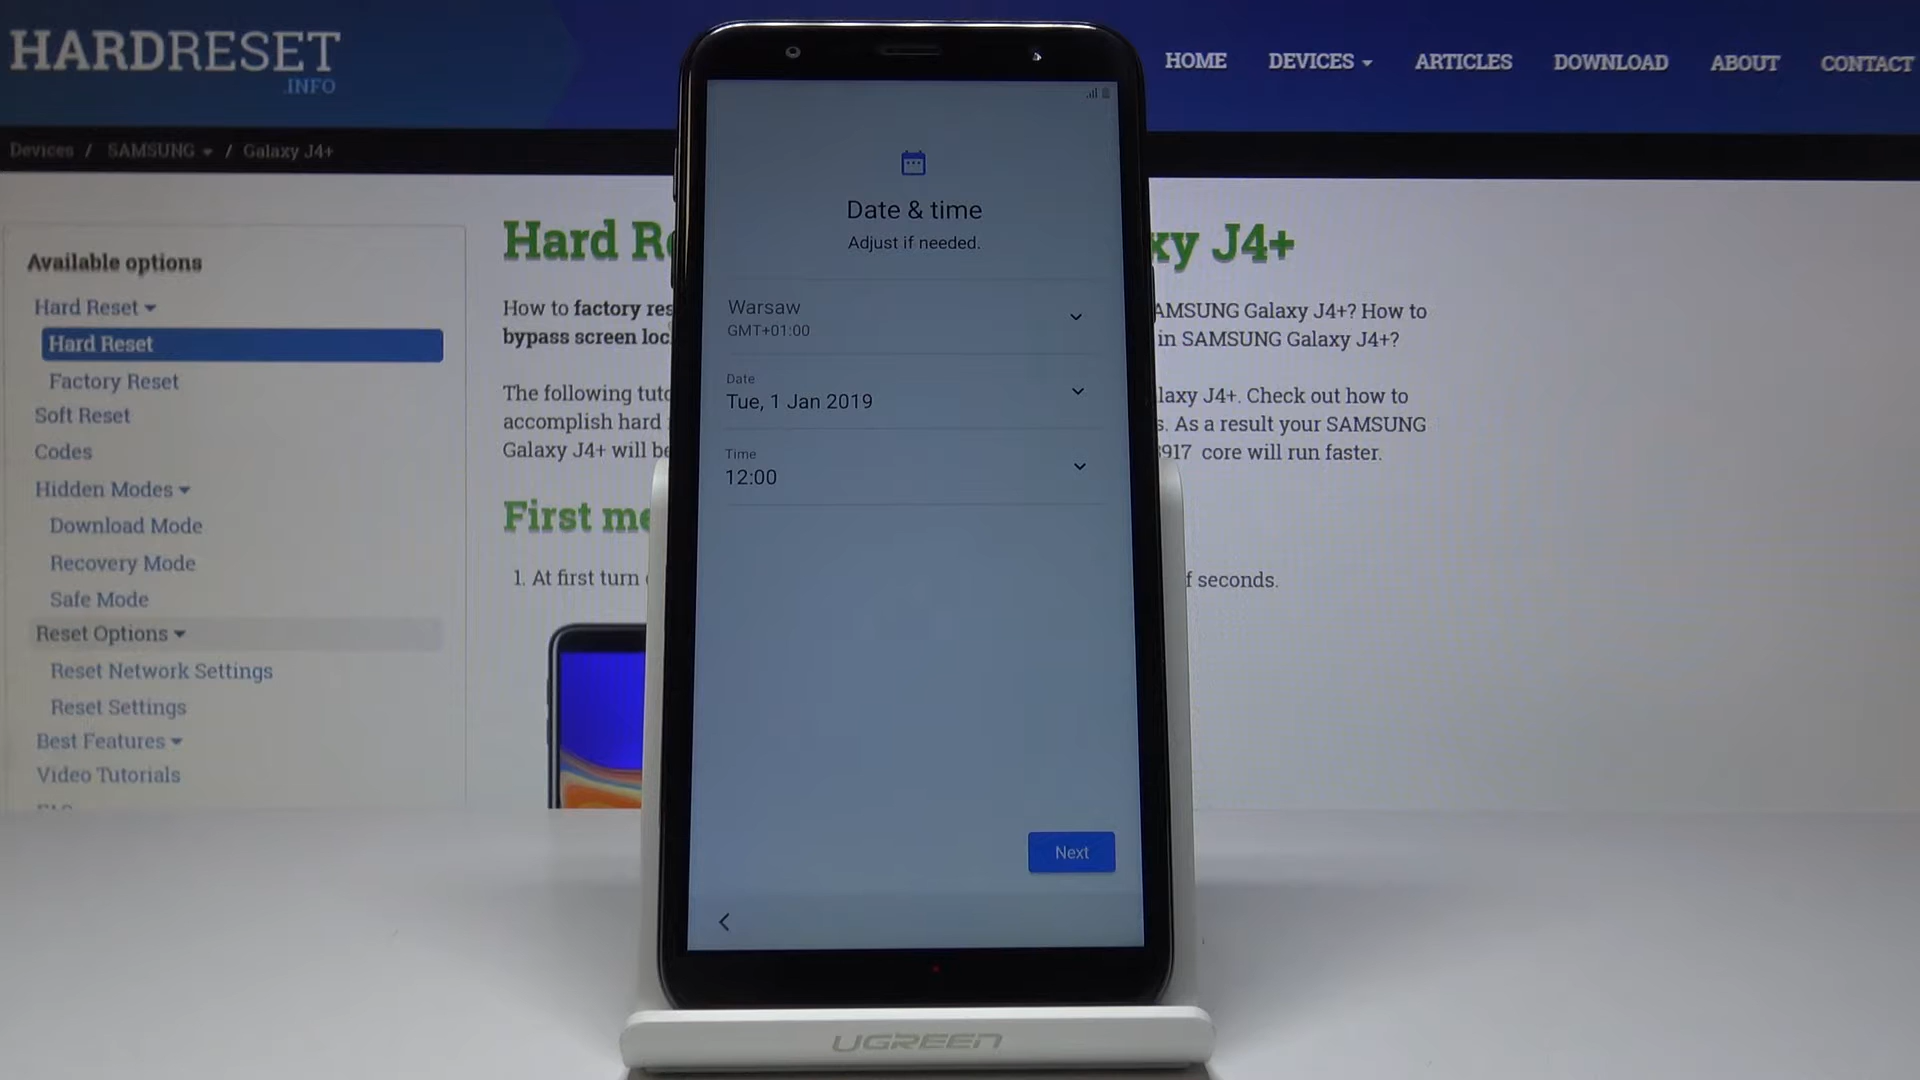 HARDRESET
.INFO
HOME
DEVICES
ARTICLES
DOWNLOAD
ABOUT
CONTACT
Devices / SAMSUNG / Galaxy J4+
Available options
Hard Reset
Hard Reset
Factory Reset
Soft Reset
Codes
Hidden Modes
Download Mode
Recovery Mode
Safe Mode
Reset Options
Reset Network Settings
Reset Settings
Best Features
Video Tutorials
Hard Re
xy J4+
How to factory res
AMSUNG Galaxy J4+? How to
bypass screen loc
in SAMSUNG Galaxy J4+?
The following tuto
laxy J4+. Check out how to
accomplish hard
s. As a result your SAMSUNG
Galaxy J4+ will be
917 core will run faster.
First me
1. At first turn
f seconds.
Date & time
Adjust if needed.
Warsaw
GMT+01:00
Date
Tue, 1 Jan 2019
Time
12:00
Next
UGREEN